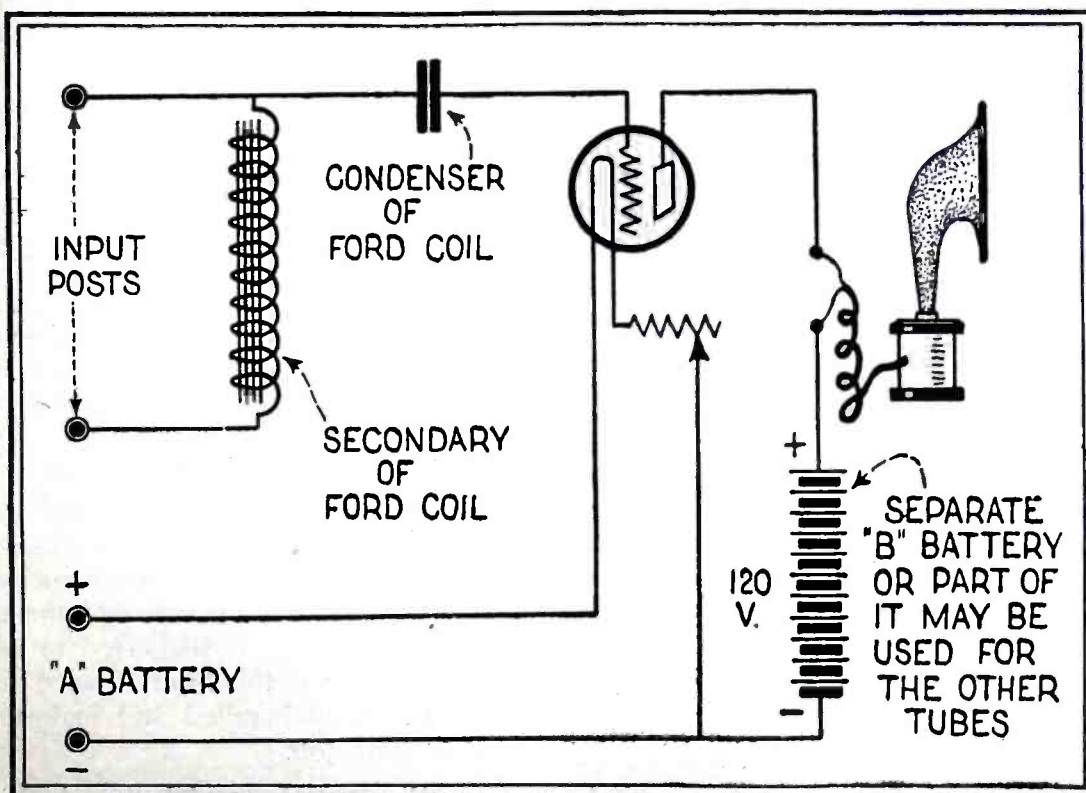 CONDENSER
OF
FORD COIL
INPUT
POSTS
SECONDARY
OF
FORD COIL
+
"A" BATTERY
-
+
120
V.
-
SEPARATE
"B" BATTERY
OR PART OF
IT MAY BE
USED FOR
THE OTHER
TUBES